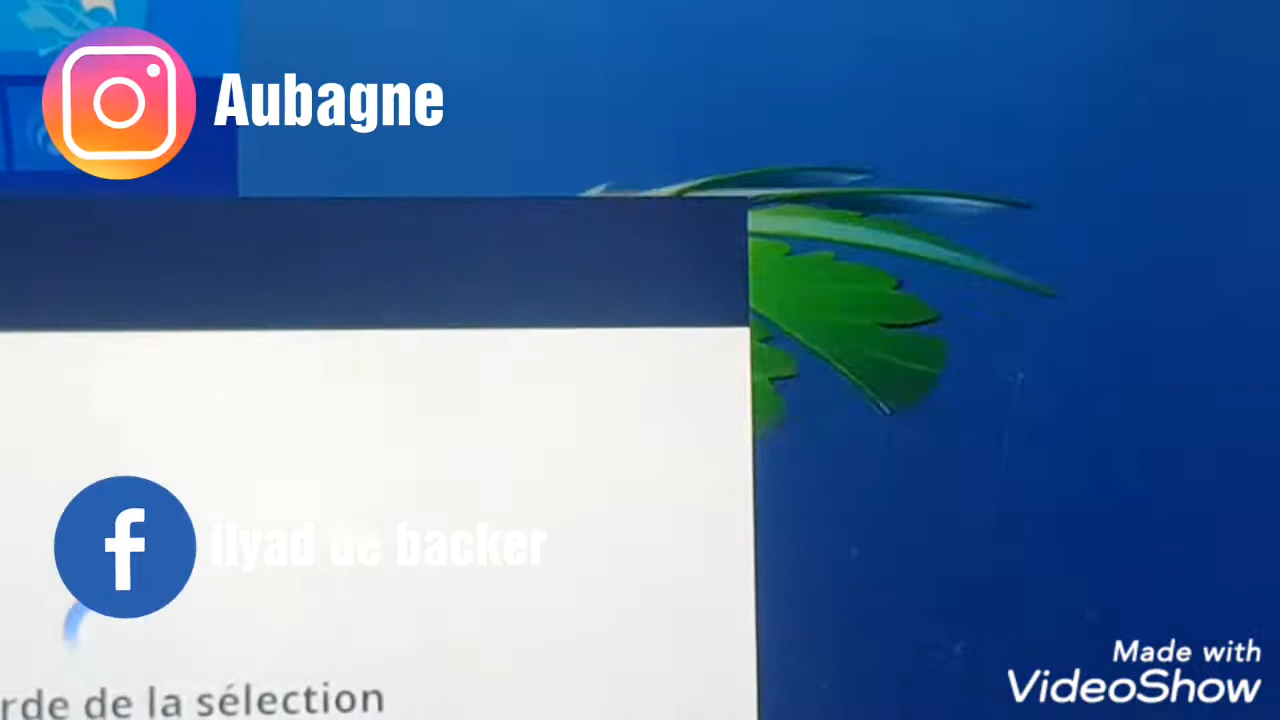 Aubagne
ilyad de backer
rde de la sélection
Made with
VideoShow